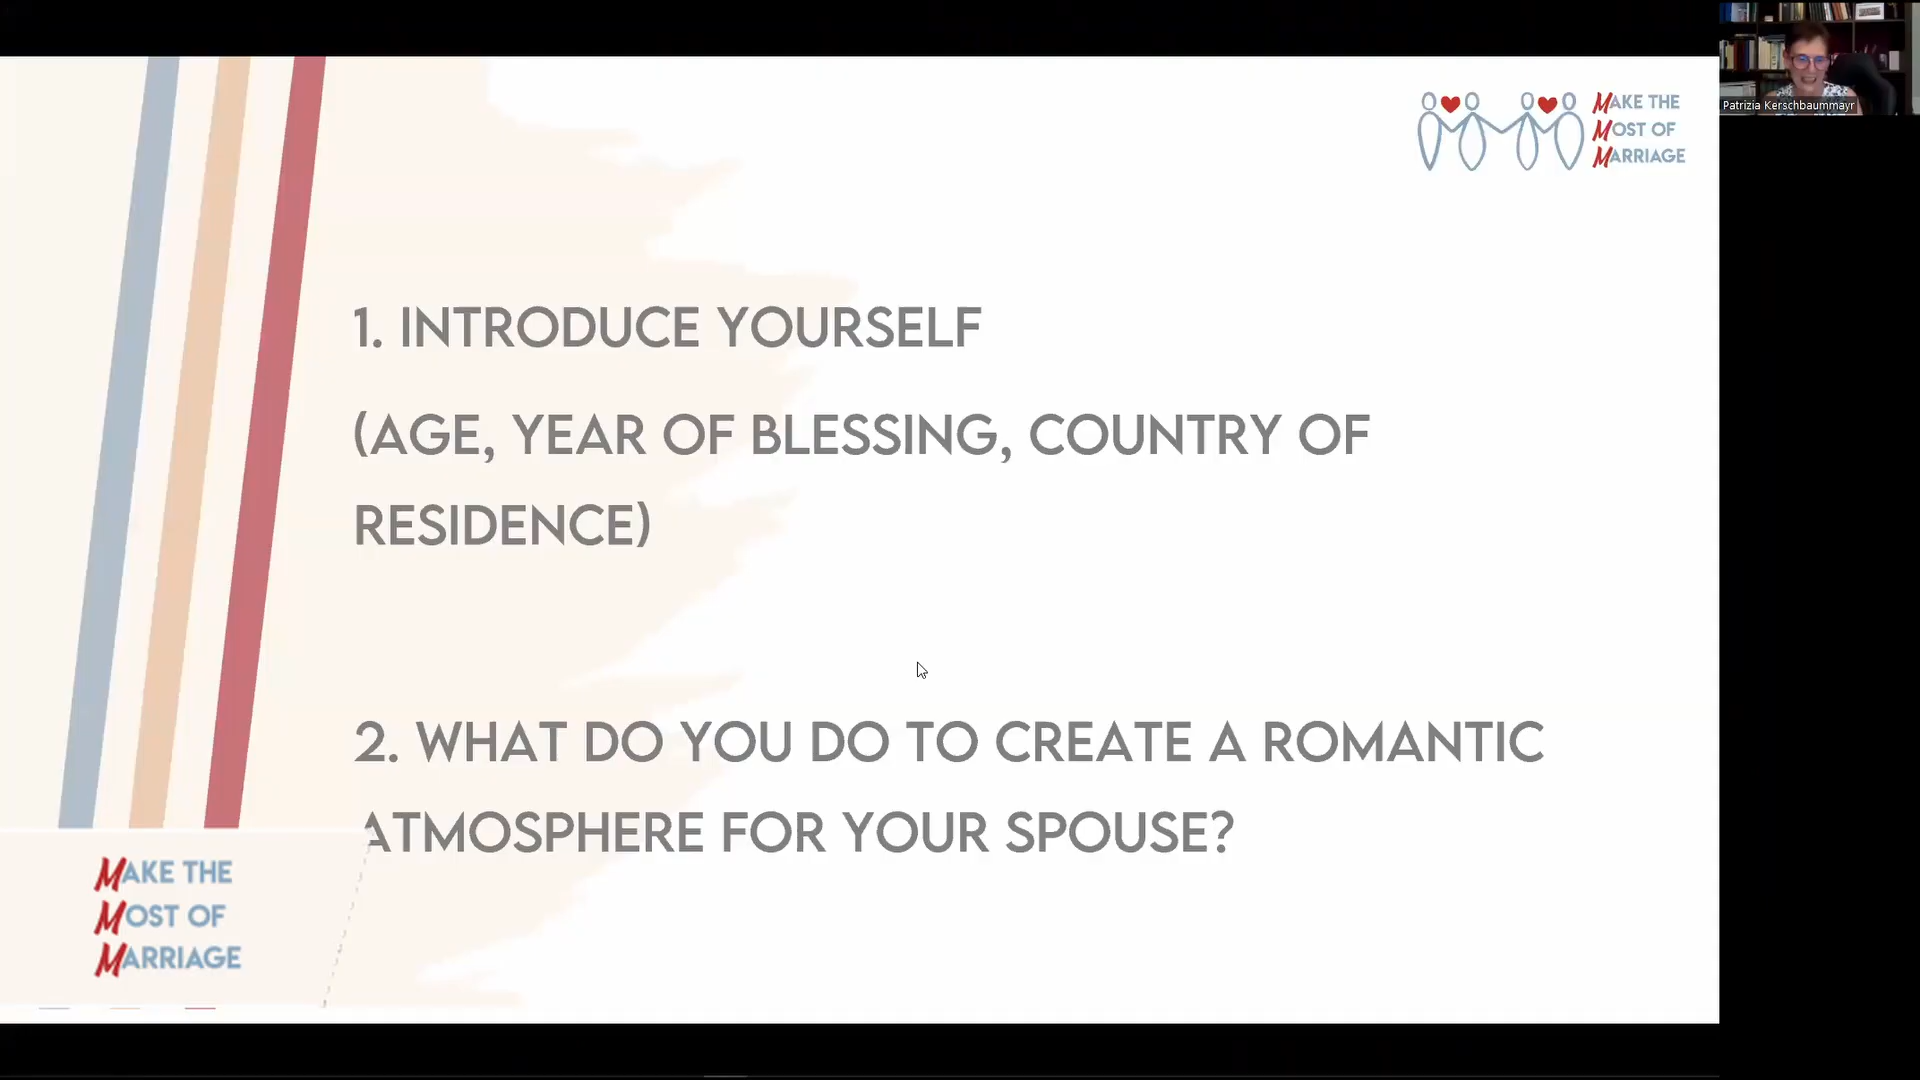 MAKE THE
MOST OF
MARRIAGE
Patrizia Kerschbaummayr
1. INTRODUCE YOURSELF
(AGE, YEAR OF BLESSING, COUNTRY OF
RESIDENCE)
2. WHAT DO YOU DO TO CREATE A ROMANTIC
ATMOSPHERE FOR YOUR SPOUSE?
MAKE THE
MOST OF
MARRIAGE